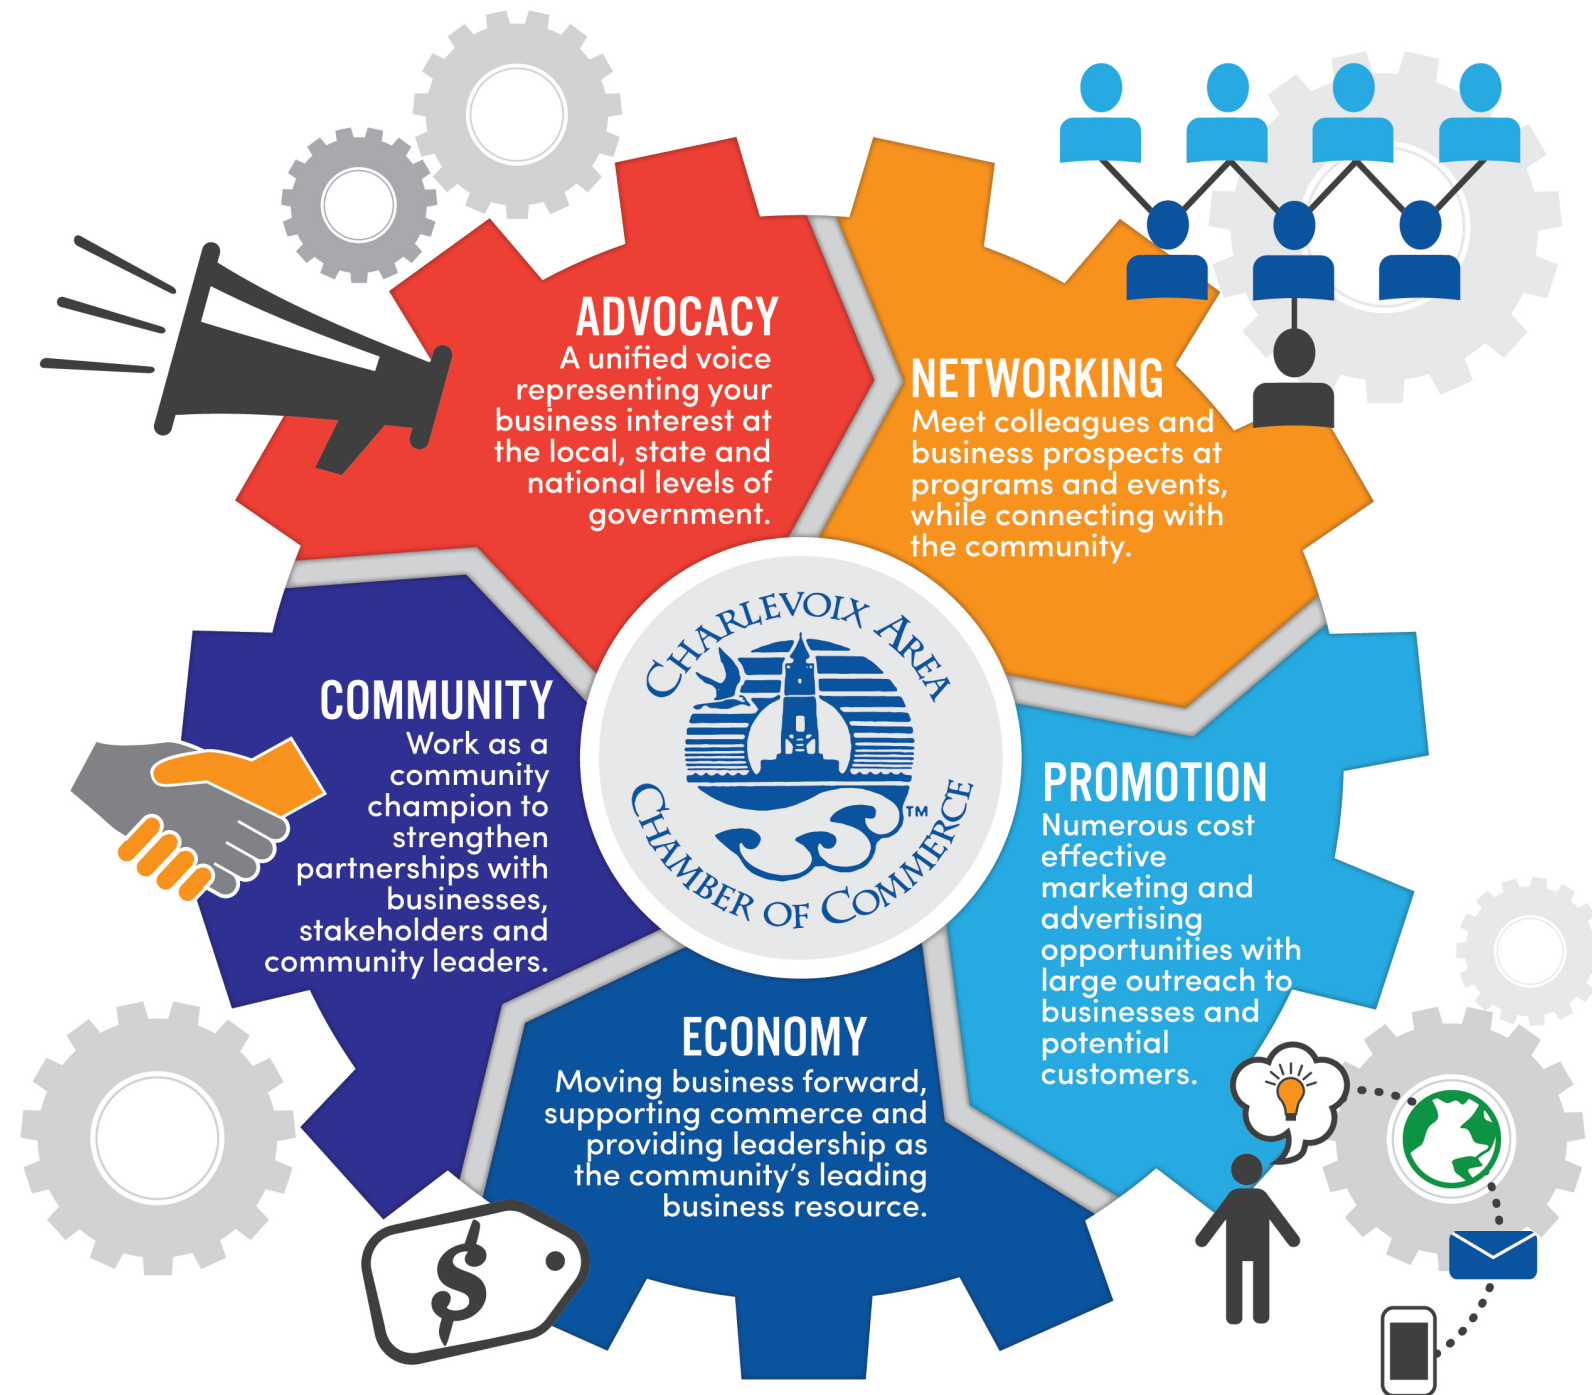 ADVOCACY
A unified voice
representing your
business interest at
the local, state and
national levels of
government.
NETWORKING
Meet colleagues and
business prospects at
programs and events,
while connecting with
the community.
COMMUNITY
Work as a
community
champion to
strengthen
partnerships with
businesses,
stakeholders and
community leaders.
CHARLEVOIX AREA
CHAMBER OF COMMERCE
TM
PROMOTION
Numerous cost
effective
marketing and
advertising
opportunities with
large outreach to
businesses and
potential
customers.
ECONOMY
Moving business forward,
supporting commerce and
providing leadership as
the community’s leading
business resource.
$